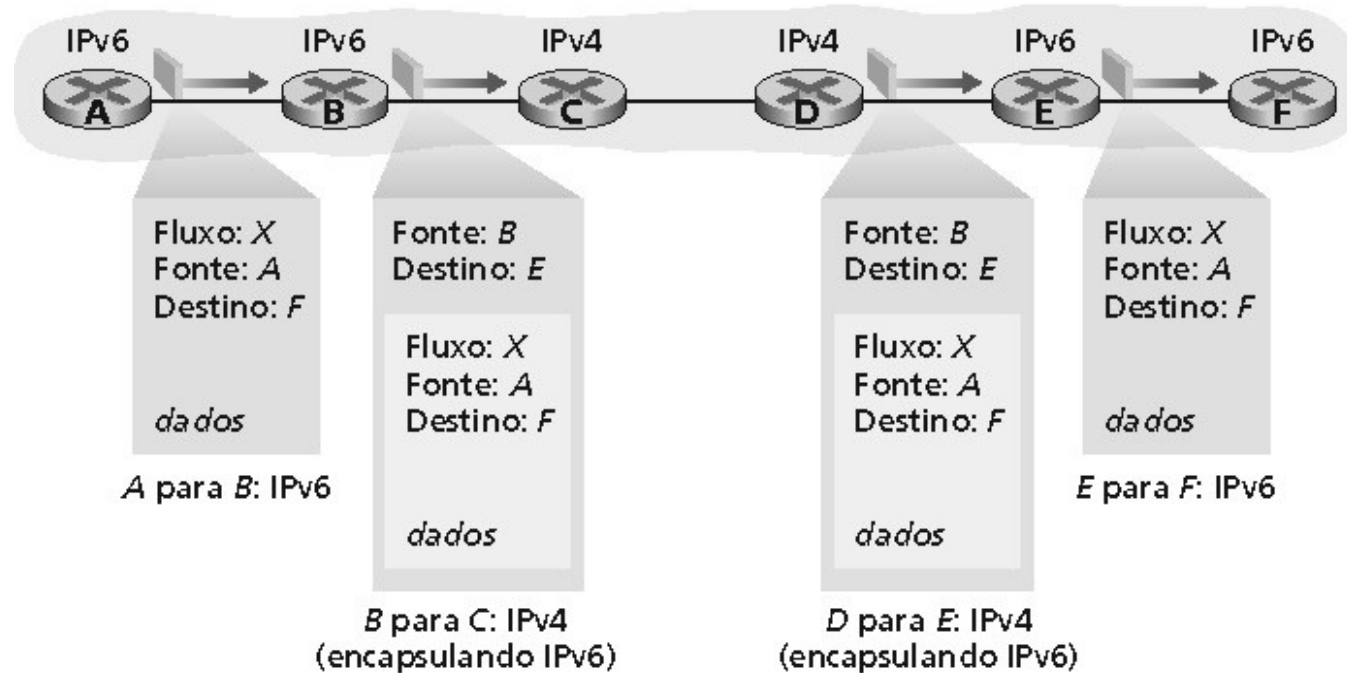 IPv6
IPv6
IPv4
IPv4
IPv6
IPv6
A
B
C
D
E
F
Fluxo: X
Fonte: A
Destino: F
dados
A para B: IPv6
Fonte: B
Destino: E
Fluxo: X
Fonte: A
Destino: F
dados
B para C: IPv4
(encapsulando IPv6)
Fonte: B
Destino: E
Fluxo: X
Fonte: A
Destino: F
dados
D para E: IPv4
(encapsulando IPv6)
Fluxo: X
Fonte: A
Destino: F
dados
E para F: IPv6